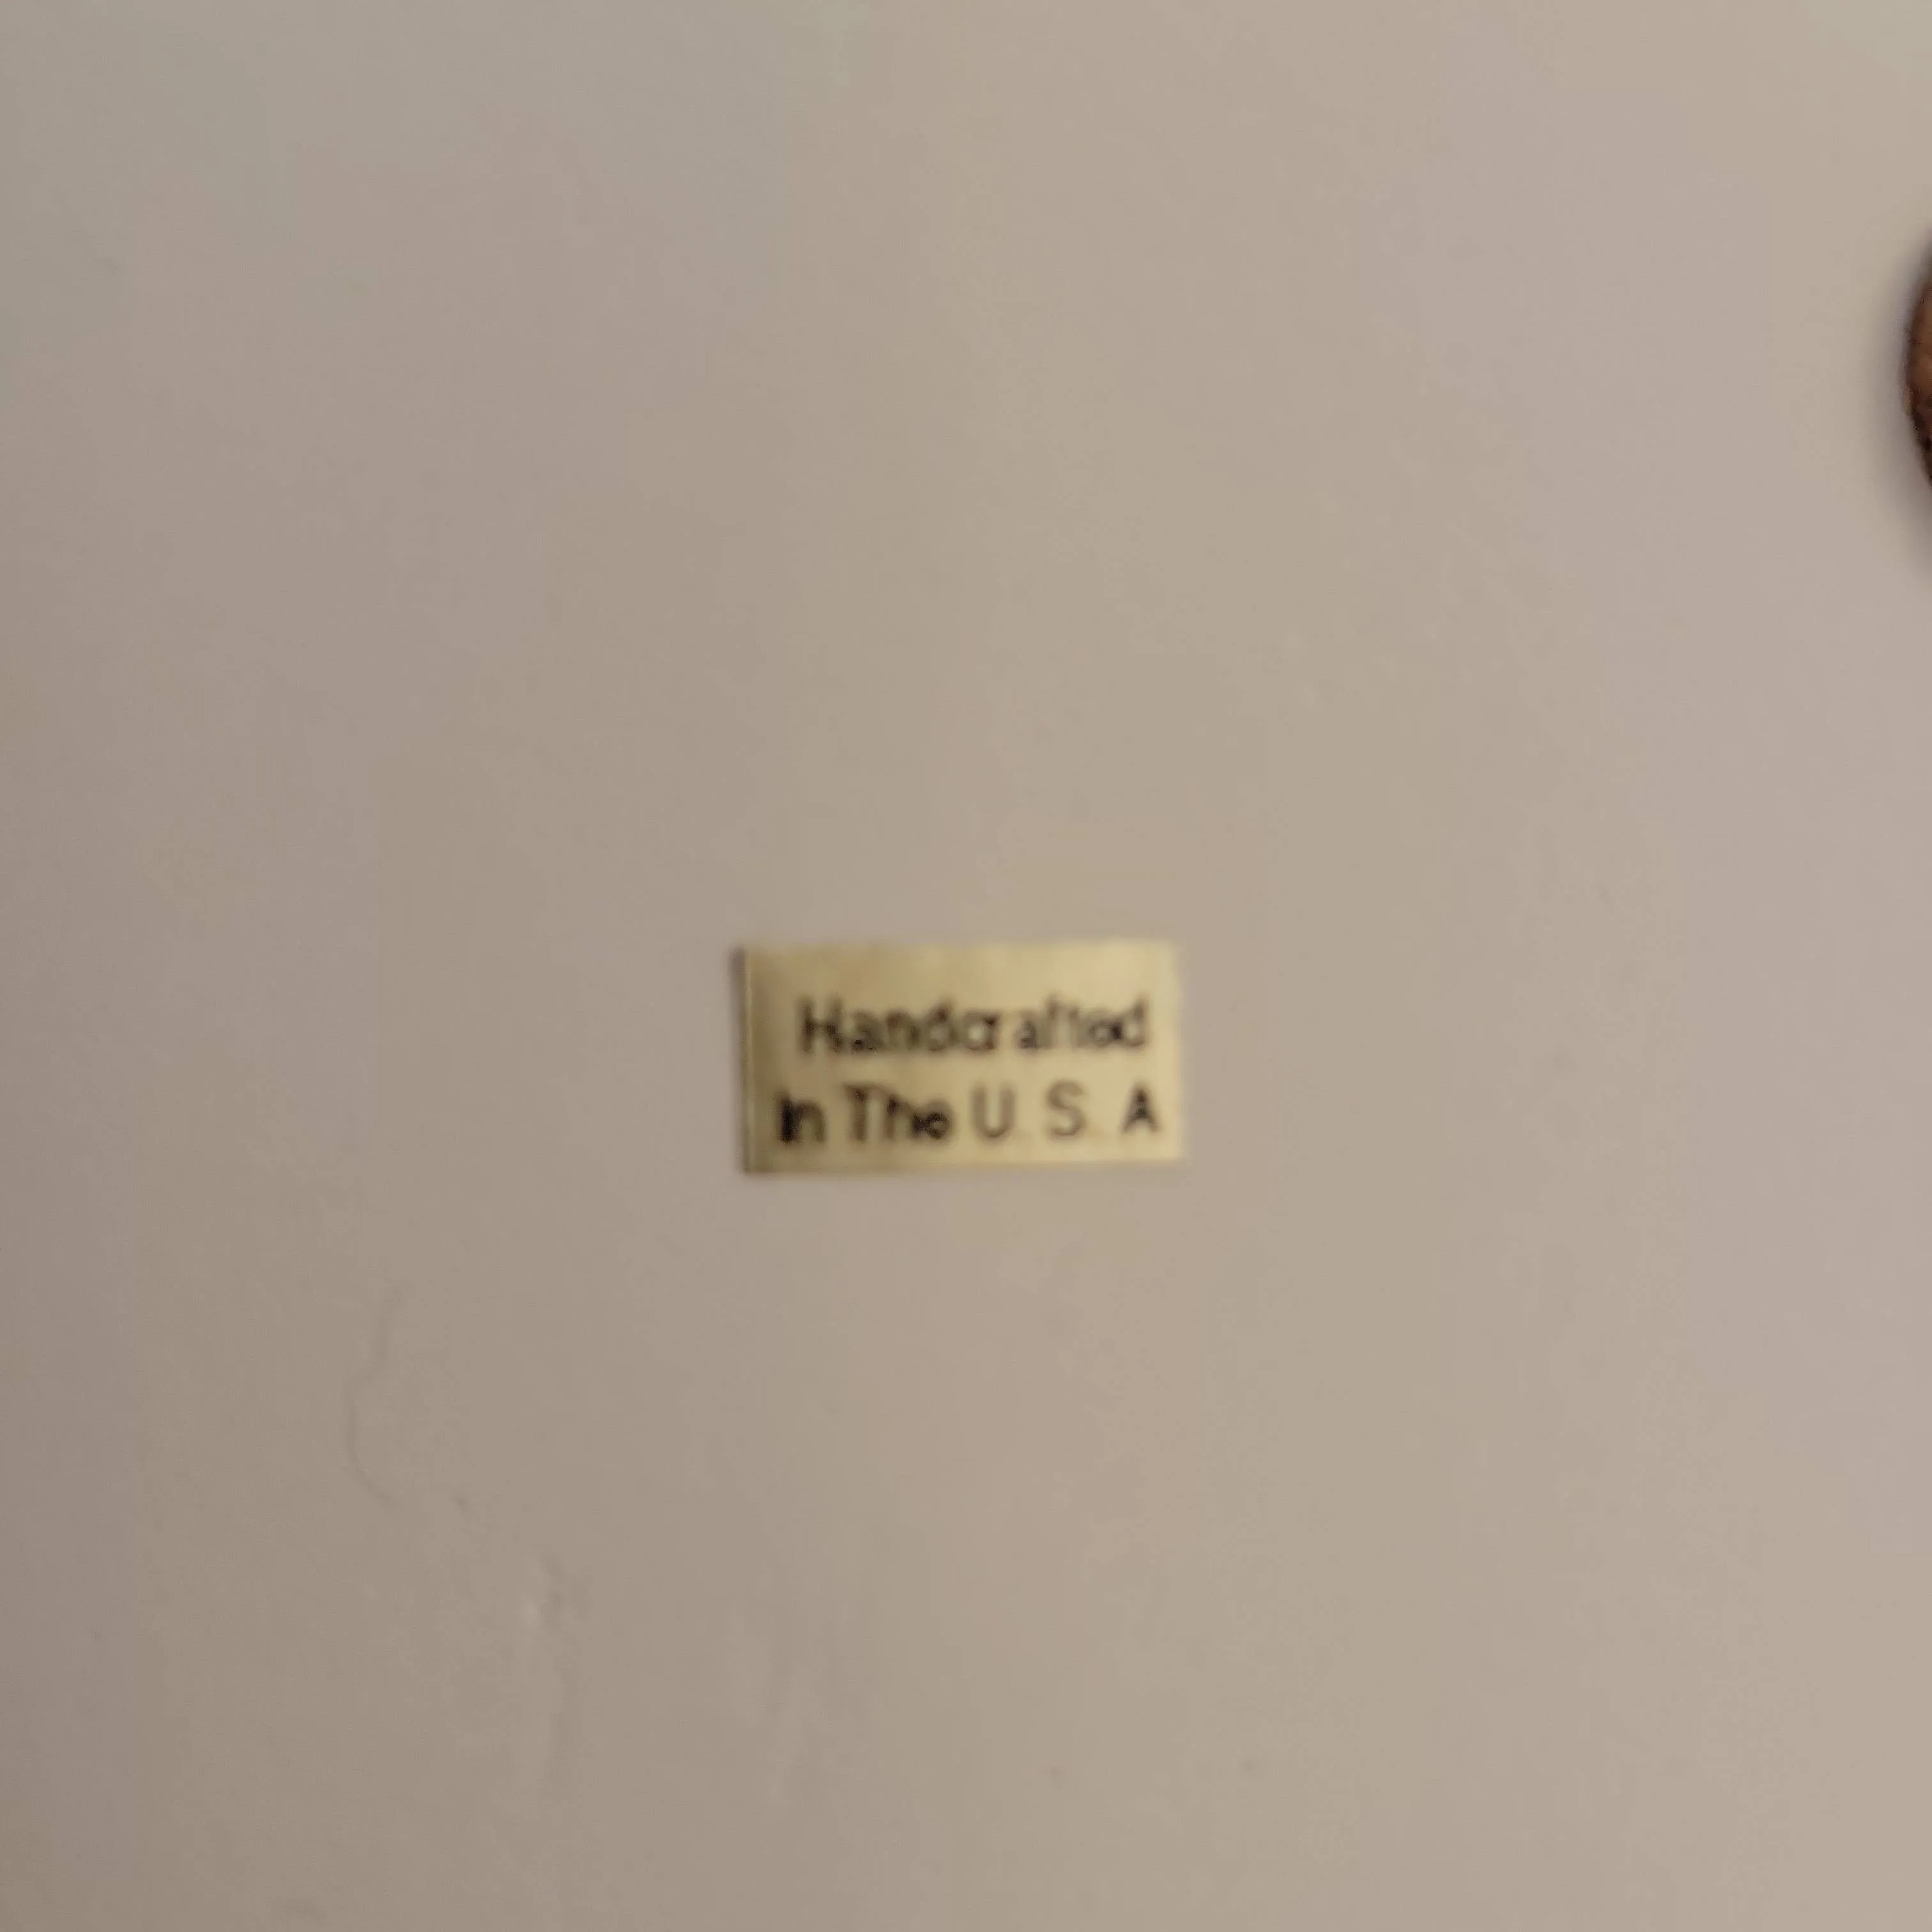 Handcrafted
In The U. S. A